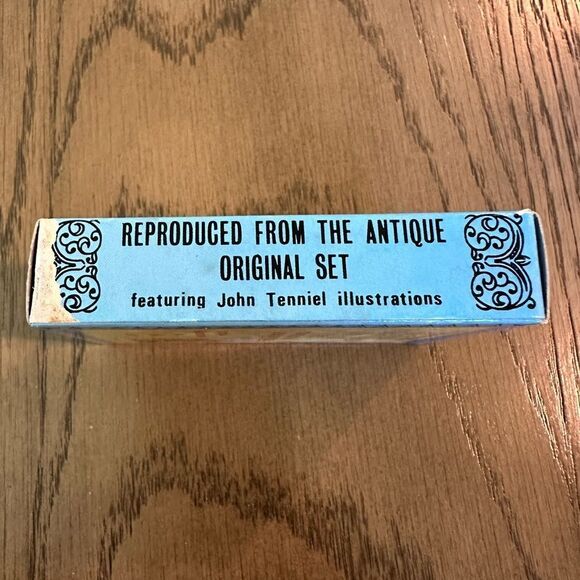 REPRODUCED FROM THE ANTIQUE
ORIGINAL SET
featuring John Tenniel illustrations